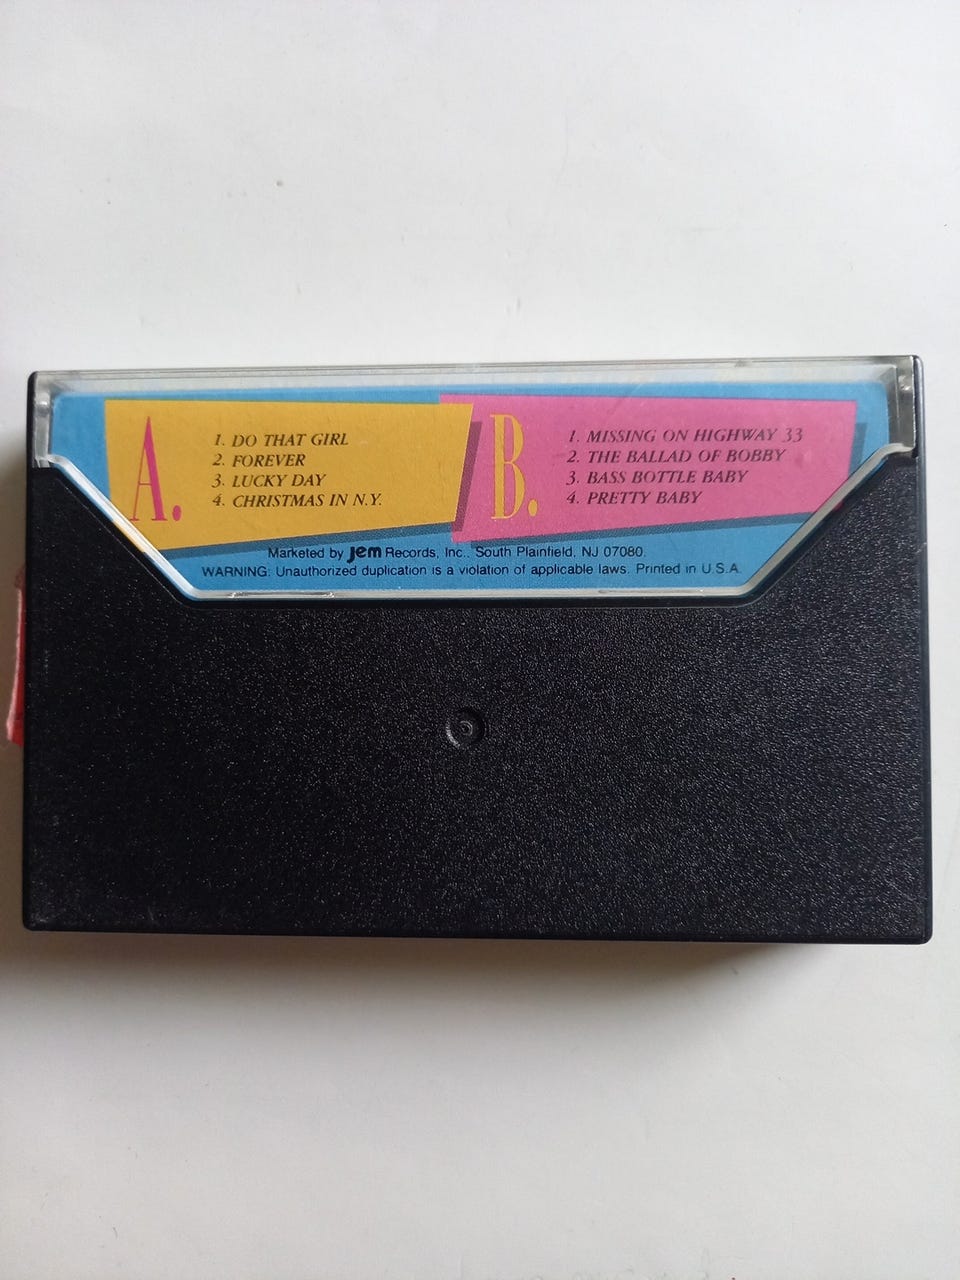 A.
1. DO THAT GIRL
2. FOREVER
3. LUCKY DAY
4. CHRISTMAS IN N.Y.
B.
1. MISSING ON HIGHWAY 33
2. THE BALLAD OF BOBBY
3. BASS BOTTLE BABY
4. PRETTY BABY
Marketed by Jem Records, Inc.. South Plainfield, NJ 07080.
WARNING: Unauthorized duplication is a violation of applicable laws. Printed in U.S.A.